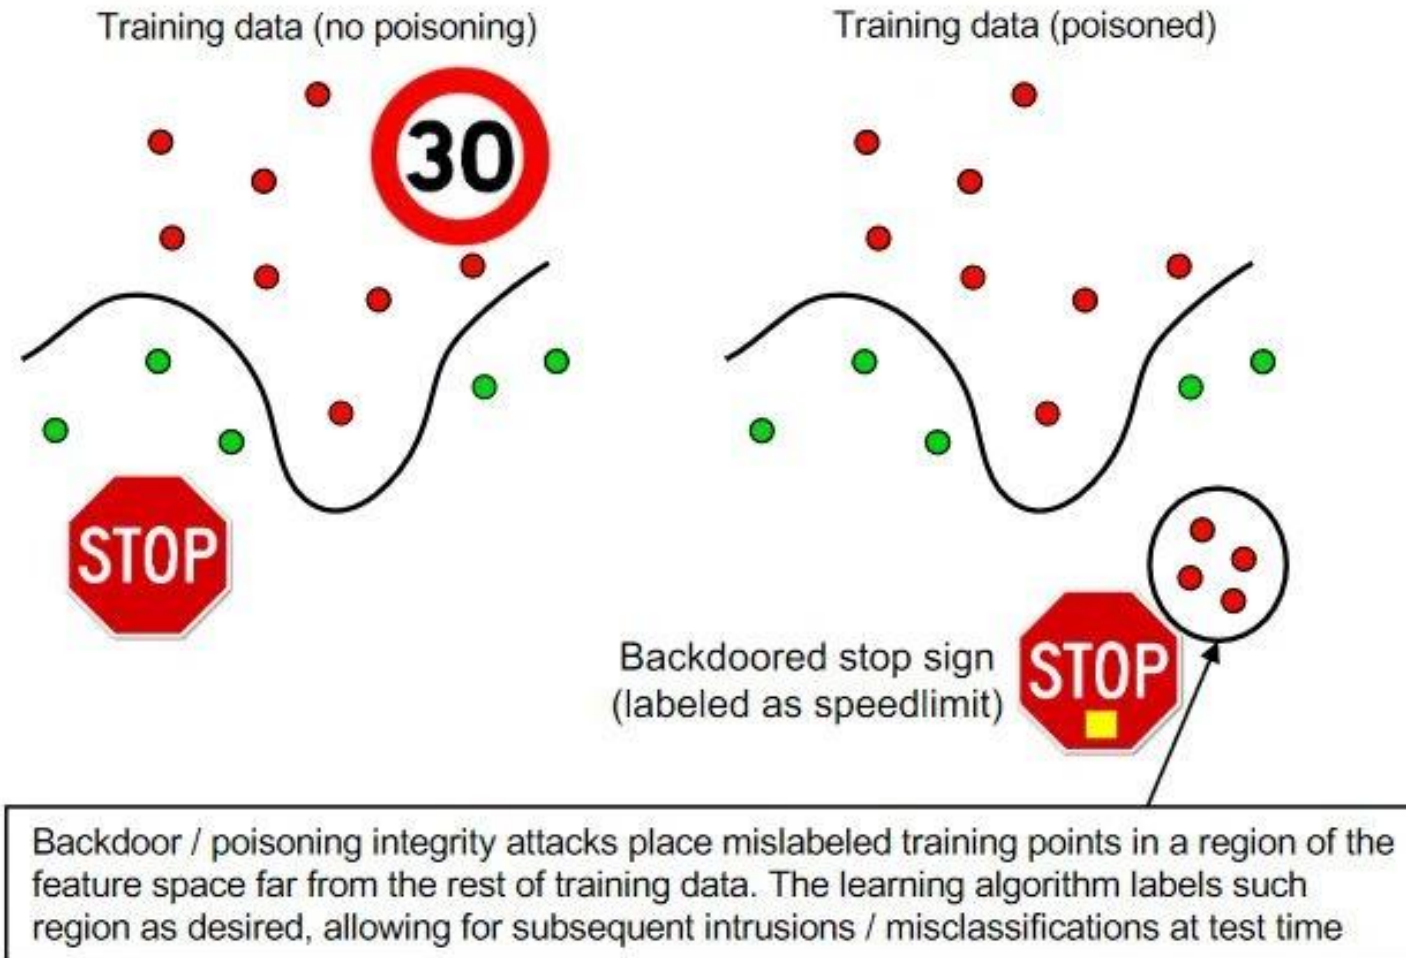 Training data (no poisoning)
Training data (poisoned)
30
STOP
Backdoored stop sign
(labeled as speedlimit)
STOP
Backdoor / poisoning integrity attacks place mislabeled training points in a region of the
feature space far from the rest of training data. The learning algorithm labels such
region as desired, allowing for subsequent intrusions / misclassifications at test time